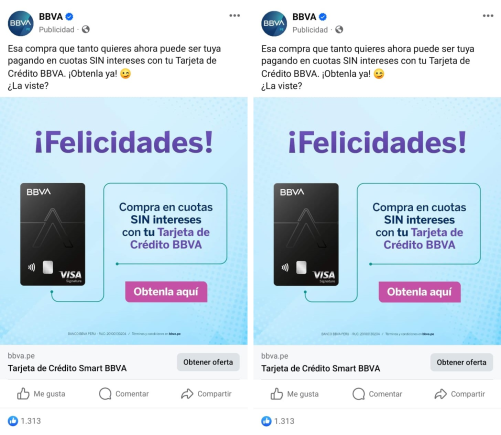 BBVA
Publicidad ·
Esa compra que tanto quieres ahora puede ser tuya
pagando en cuotas SIN intereses con tu Tarjeta de
Crédito BBVA. ¡Obtenla ya! 😉
¿La viste?
¡Felicidades!
BBVA
VISA
Signature
Compra en cuotas
SIN intereses
con tu Tarjeta de
Crédito BBVA
Obtenla aquí
bbva.pe
Tarjeta de Crédito Smart BBVA
Obtener oferta
Me gusta
Comentar
Compartir
1.313
BBVA
Publicidad ·
Esa compra que tanto quieres ahora puede ser tuya
pagando en cuotas SIN intereses con tu Tarjeta de
Crédito BBVA. ¡Obtenla ya! 😉
¿La viste?
¡Felicidades!
BBVA
VISA
Signature
Compra en cuotas
SIN intereses
con tu Tarjeta de
Crédito BBVA
Obtenla aquí
bbva.pe
Tarjeta de Crédito Smart BBVA
Obtener oferta
Me gusta
Comentar
Compartir
1.313